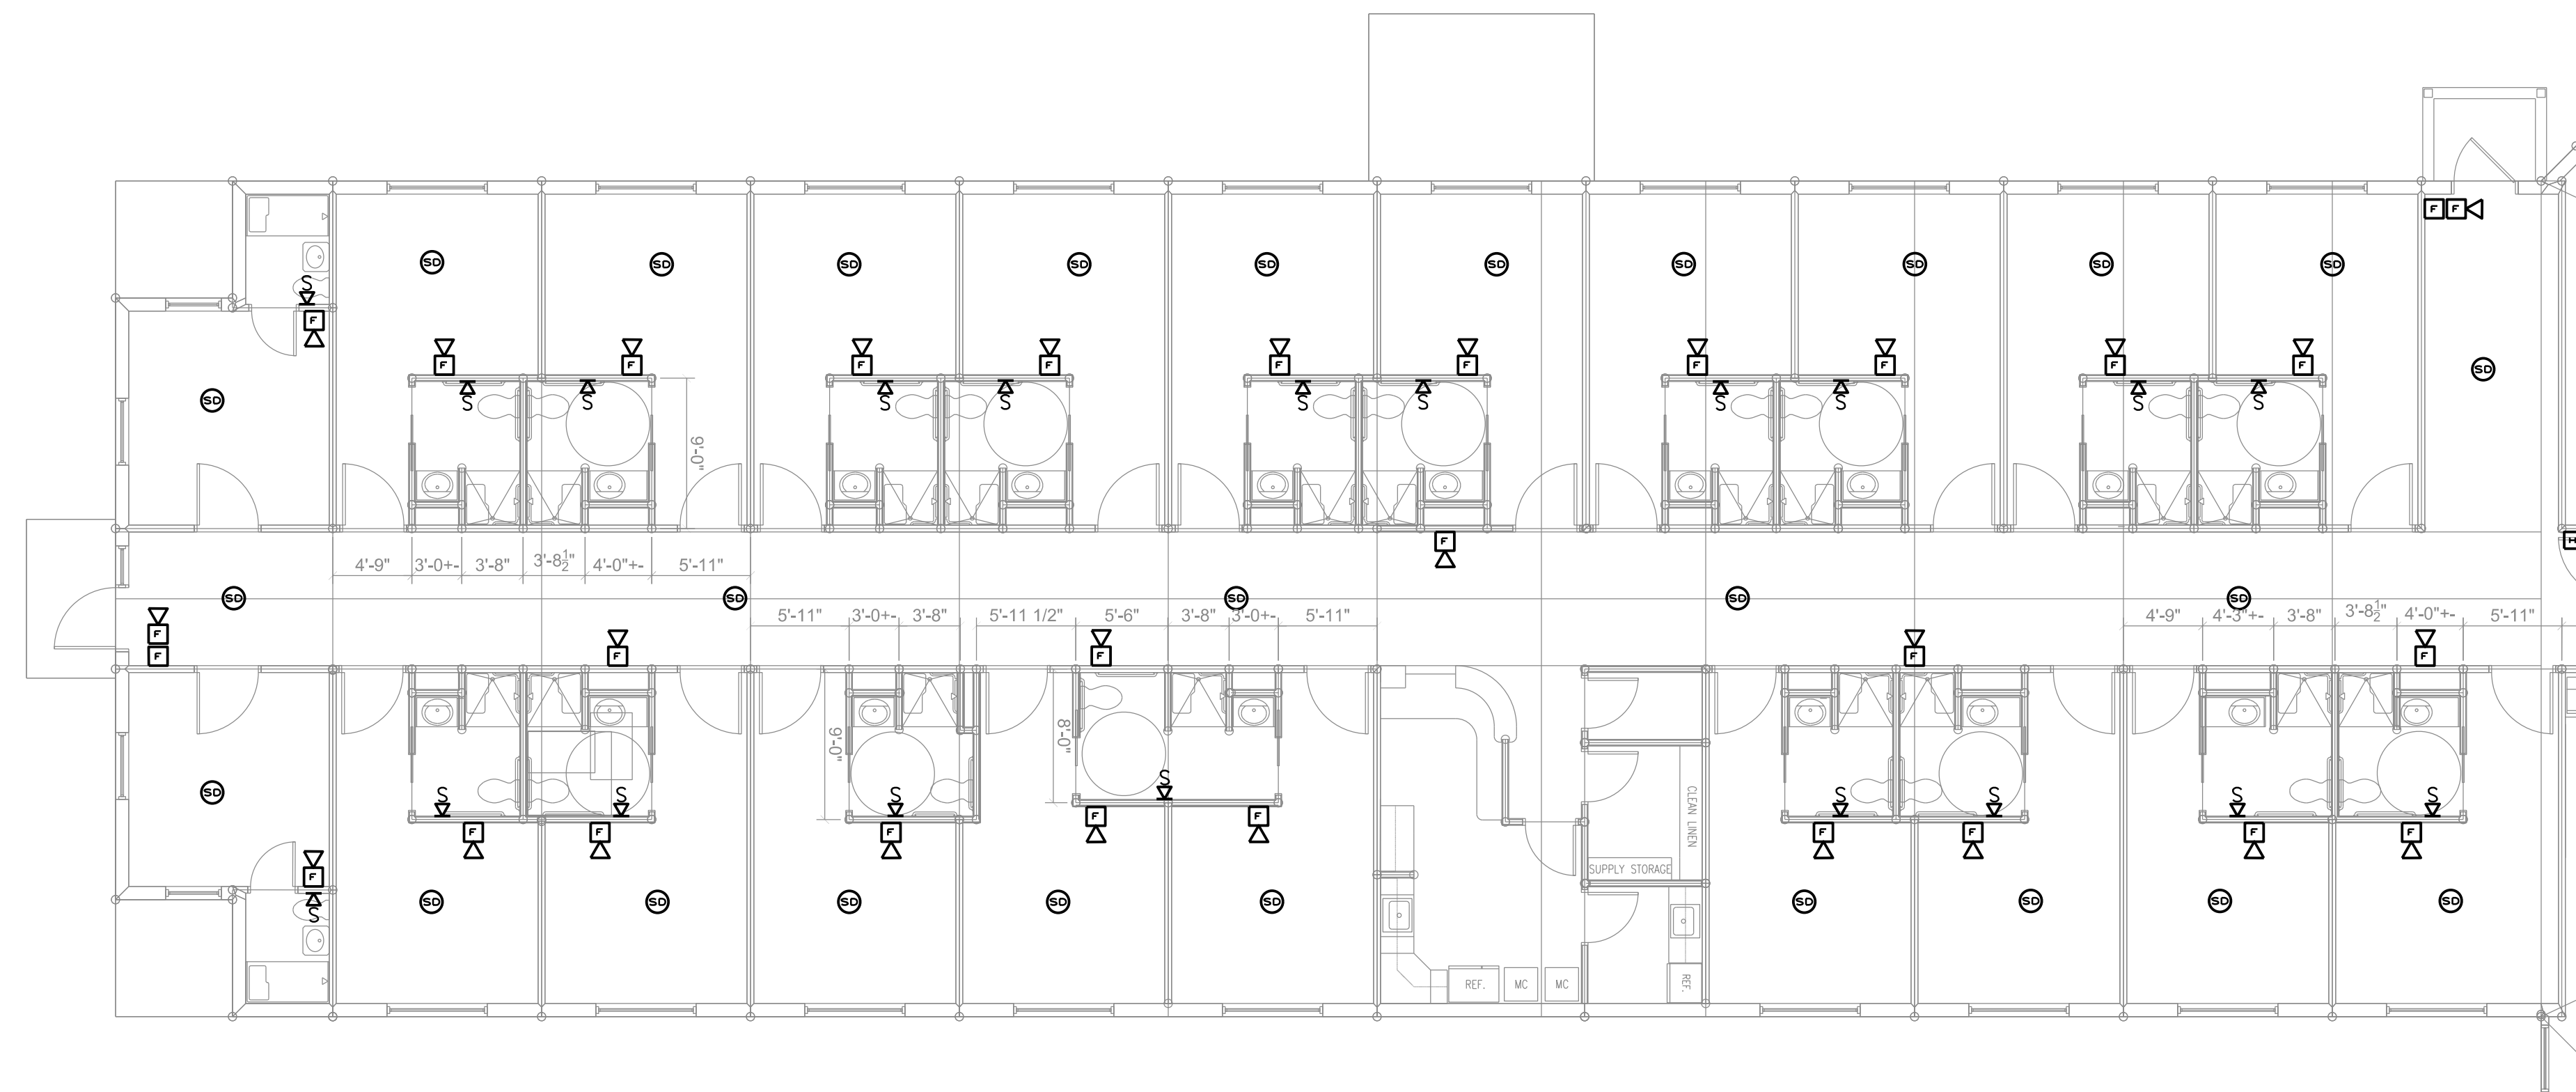 F F
S
SD SD SD SD SD SD SD SD SD SD
F
F F F F F F F F F F
SD
SD
S S S S S S S S S S
9'-0"
F
H
4'-9" 3'-0+- 3'-8" 3'-8½" 4'-0"+- 5'-11"
SD SD SD SD SD
5'-11" 3'-0+- 3'-8" 5'-11 1/2" 5'-6" 3'-8" 3'-0+- 5'-11"
4'-9" 4'-3"+- 3'-8" 3'-8½" 4'-0"+- 5'-11"
F
F
F F F F
9'-0"
8'-0"
S
SD
S S S S S S S
F F
F F F F F F F
CLEAN LINEN
SUPPLY STORAGE
F
SD SD SD SD SD SD SD SD SD
S
REF. MC MC
REF.